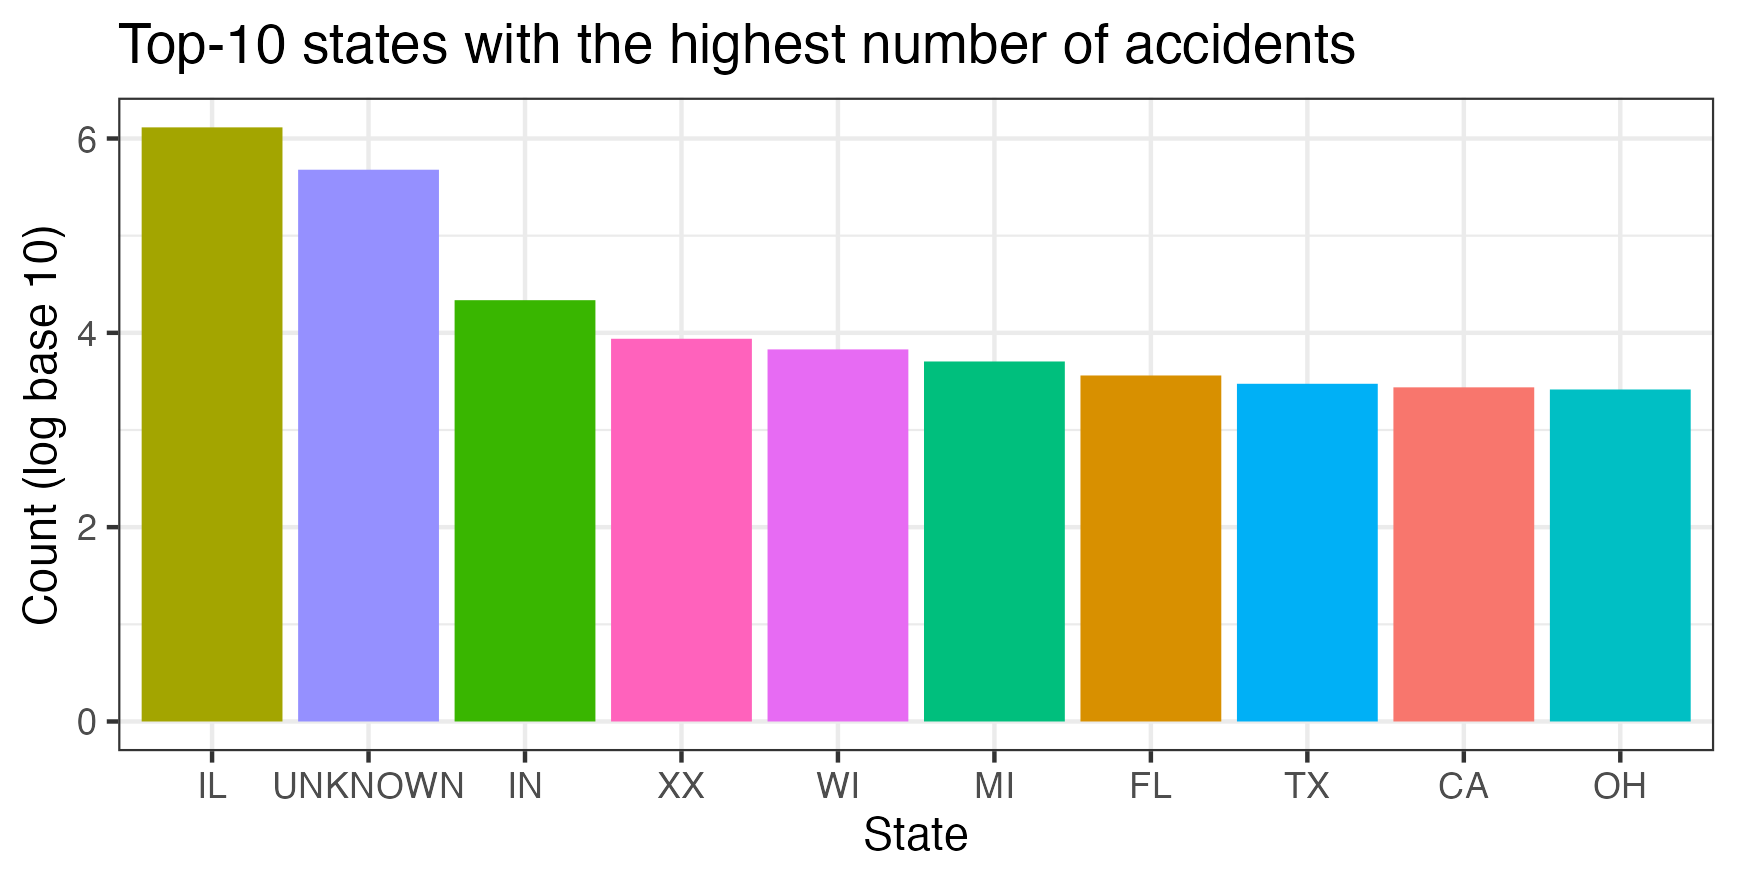 Top-10 states with the highest number of accidents
Count (log base 10)
6
4
2
0
IL UNKNOWN IN XX WI MI FL TX CA OH
State